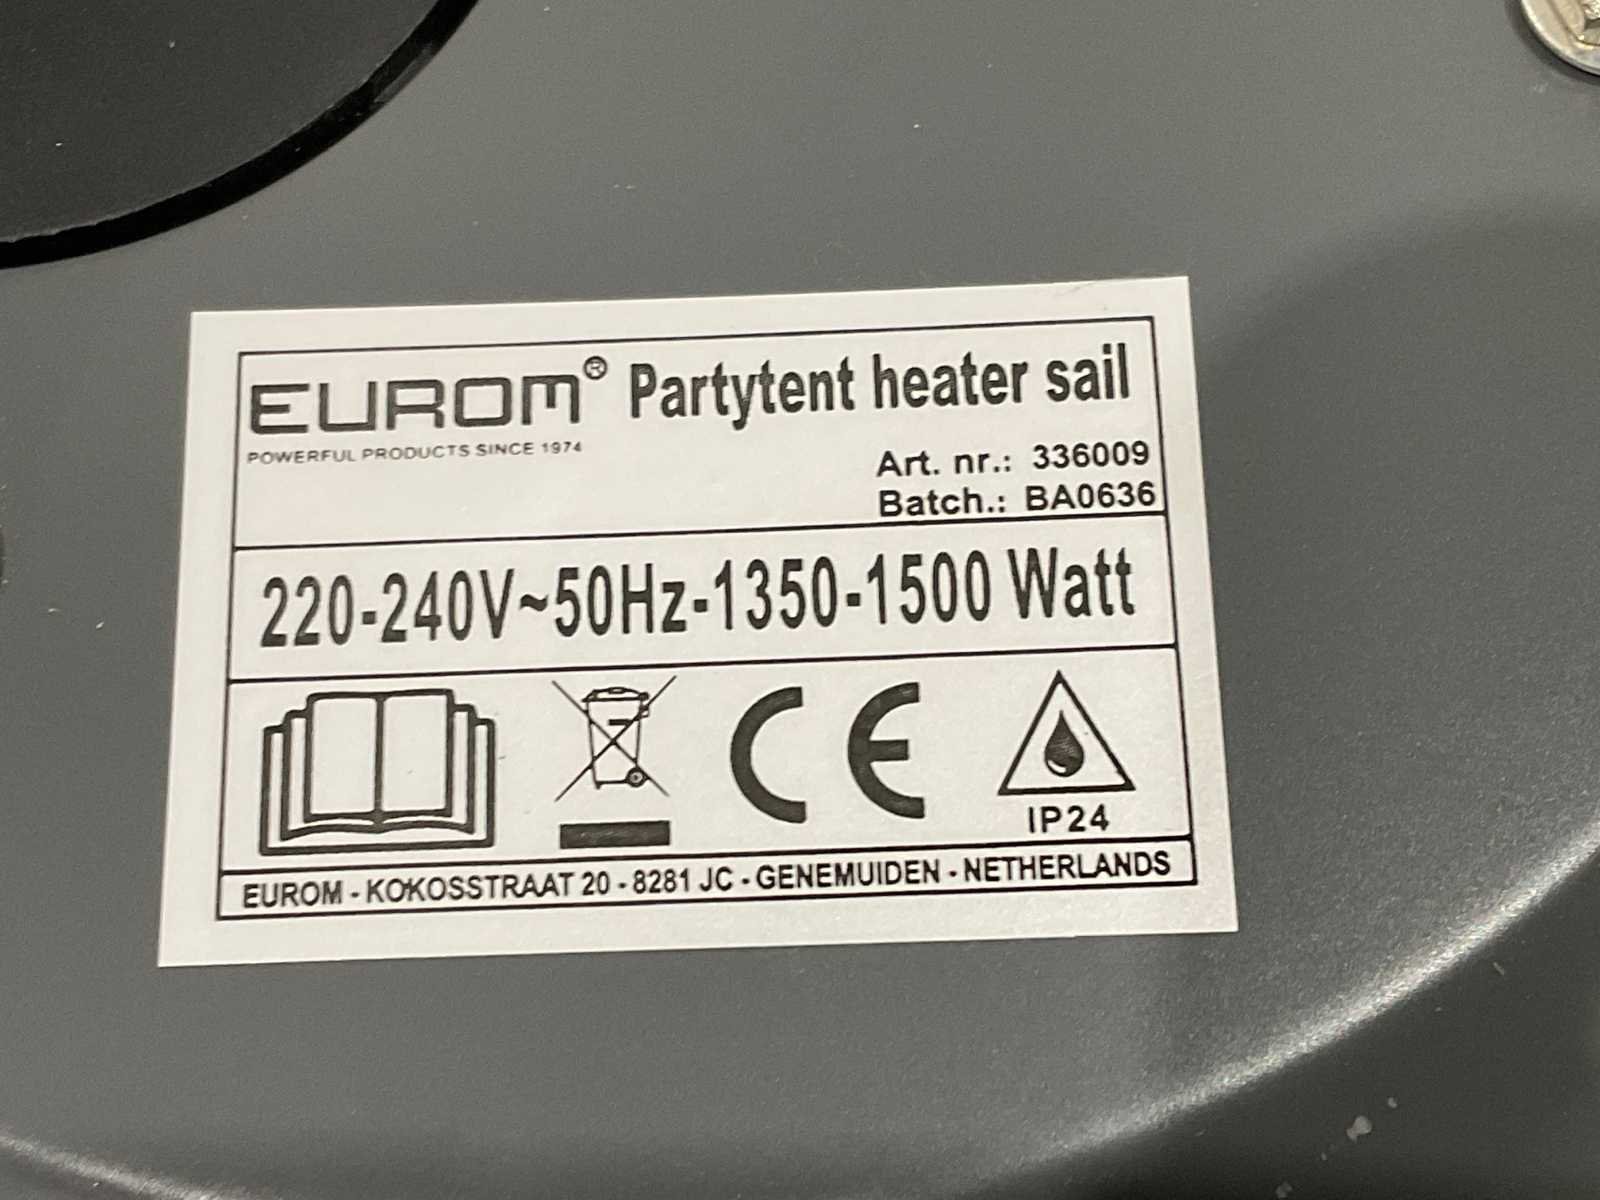 EUROM® Partytent heater sail
POWERFUL PRODUCTS SINCE 1974
Art. nr.: 336009
Batch.: BA0636
220-240V~50Hz-1350-1500 Watt
CE
IP24
EUROM - KOKOSSTRAAT 20 - 8281 JC - GENEMUIDEN - NETHERLANDS